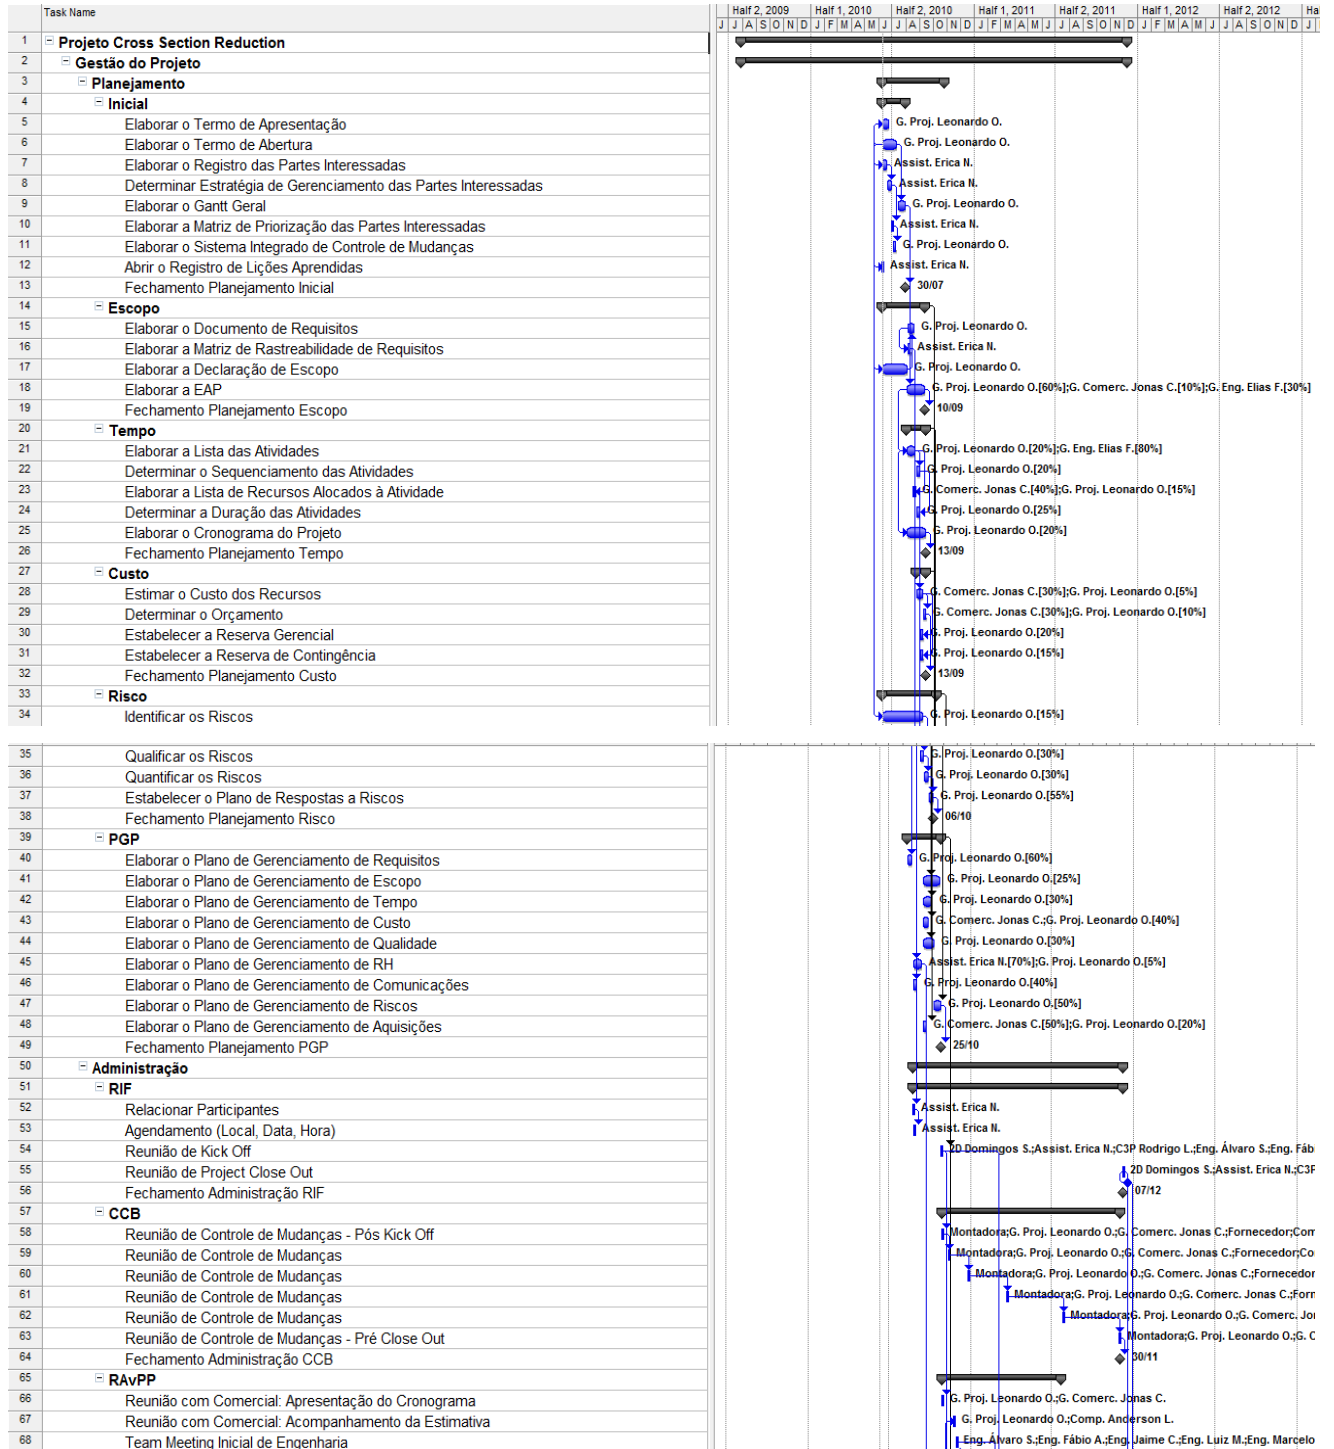 Task Name
Half 2, 2009 Half 1, 2010 Half 2, 2010 Half 1, 2011 Half 2, 2011 Half 1, 2012 Half 2, 2012 Ha
J J A S O N D J F M A M J J A S O N D J F M A M J J A S O N D J F M A M J J A S O N D J
1 Projeto Cross Section Reduction
2 Gestão do Projeto
3 Planejamento
4 Inicial
5 Elaborar o Termo de Apresentação G. Proj. Leonardo O.
6 Elaborar o Termo de Abertura G. Proj. Leonardo O.
7 Elaborar o Registro das Partes Interessadas Assist. Erica N.
8 Determinar Estratégia de Gerenciamento das Partes Interessadas Assist. Erica N.
9 Elaborar o Gantt Geral G. Proj. Leonardo O.
10 Elaborar a Matriz de Priorização das Partes Interessadas Assist. Erica N.
11 Elaborar o Sistema Integrado de Controle de Mudanças G. Proj. Leonardo O.
12 Abrir o Registro de Lições Aprendidas Assist. Erica N.
13 Fechamento Planejamento Inicial 30/07
14 Escopo
15 Elaborar o Documento de Requisitos G. Proj. Leonardo O.
16 Elaborar a Matriz de Rastreabilidade de Requisitos Assist. Erica N.
17 Elaborar a Declaração de Escopo G. Proj. Leonardo O.
18 Elaborar a EAP G. Proj. Leonardo O.[60%];G. Comerc. Jonas C.[10%];G. Eng. Elias F.[30%]
19 Fechamento Planejamento Escopo 10/09
20 Tempo
21 Elaborar a Lista das Atividades G. Proj. Leonardo O.[20%];G. Eng. Elias F.[80%]
22 Determinar o Sequenciamento das Atividades G. Proj. Leonardo O.[20%]
23 Elaborar a Lista de Recursos Alocados à Atividade G. Comerc. Jonas C.[40%];G. Proj. Leonardo O.[15%]
24 Determinar a Duração das Atividades G. Proj. Leonardo O.[25%]
25 Elaborar o Cronograma do Projeto G. Proj. Leonardo O.[20%]
26 Fechamento Planejamento Tempo 13/09
27 Custo
28 Estimar o Custo dos Recursos G. Comerc. Jonas C.[30%];G. Proj. Leonardo O.[5%]
29 Determinar o Orçamento G. Comerc. Jonas C.[30%];G. Proj. Leonardo O.[10%]
30 Estabelecer a Reserva Gerencial G. Proj. Leonardo O.[20%]
31 Estabelecer a Reserva de Contingência G. Proj. Leonardo O.[15%]
32 Fechamento Planejamento Custo 13/09
33 Risco
34 Identificar os Riscos G. Proj. Leonardo O.[15%]
35 Qualificar os Riscos G. Proj. Leonardo O.[30%]
36 Quantificar os Riscos G. Proj. Leonardo O.[30%]
37 Estabelecer o Plano de Respostas a Riscos G. Proj. Leonardo O.[55%]
38 Fechamento Planejamento Risco 06/10
39 PGP
40 Elaborar o Plano de Gerenciamento de Requisitos G. Proj. Leonardo O.[60%]
41 Elaborar o Plano de Gerenciamento de Escopo G. Proj. Leonardo O.[25%]
42 Elaborar o Plano de Gerenciamento de Tempo G. Proj. Leonardo O.[30%]
43 Elaborar o Plano de Gerenciamento de Custo G. Comerc. Jonas C.;G. Proj. Leonardo O.[40%]
44 Elaborar o Plano de Gerenciamento de Qualidade G. Proj. Leonardo O.[30%]
45 Elaborar o Plano de Gerenciamento de RH Assist. Erica N.[70%];G. Proj. Leonardo O.[5%]
46 Elaborar o Plano de Gerenciamento de Comunicações G. Proj. Leonardo O.[40%]
47 Elaborar o Plano de Gerenciamento de Riscos G. Proj. Leonardo O.[50%]
48 Elaborar o Plano de Gerenciamento de Aquisições G. Comerc. Jonas C.[50%];G. Proj. Leonardo O.[20%]
49 Fechamento Planejamento PGP 25/10
50 Administração
51 RIF
52 Relacionar Participantes Assist. Erica N.
53 Agendamento (Local, Data, Hora) Assist. Erica N.
54 Reunião de Kick Off 2D Domingos S.;Assist. Erica N.;C3P Rodrigo L.;Eng. Álvaro S.;Eng. Fáb
55 Reunião de Project Close Out 2D Domingos S.;Assist. Erica N.;C3P
56 Fechamento Administração RIF 07/12
57 CCB
58 Reunião de Controle de Mudanças - Pós Kick Off Montadora;G. Proj. Leonardo O.;G. Comerc. Jonas C.;Fornecedor;Com
59 Reunião de Controle de Mudanças Montadora;G. Proj. Leonardo O.;G. Comerc. Jonas C.;Fornecedor;Co
60 Reunião de Controle de Mudanças Montadora;G. Proj. Leonardo O.;G. Comerc. Jonas C.;Fornecedor
61 Reunião de Controle de Mudanças Montadora;G. Proj. Leonardo O.;G. Comerc. Jonas C.;Forn
62 Reunião de Controle de Mudanças Montadora;G. Proj. Leonardo O.;G. Comerc. Jon
63 Reunião de Controle de Mudanças - Pré Close Out Montadora;G. Proj. Leonardo O.;G. C
64 Fechamento Administração CCB 30/11
65 RAvPP
66 Reunião com Comercial: Apresentação do Cronograma G. Proj. Leonardo O.;G. Comerc. Jonas C.
67 Reunião com Comercial: Acompanhamento da Estimativa G. Proj. Leonardo O.;Comp. Anderson L.
68 Team Meeting Inicial de Engenharia Eng. Álvaro S.;Eng. Fábio A.;Eng. Jaime C.;Eng. Luiz M.;Eng. Marcelo